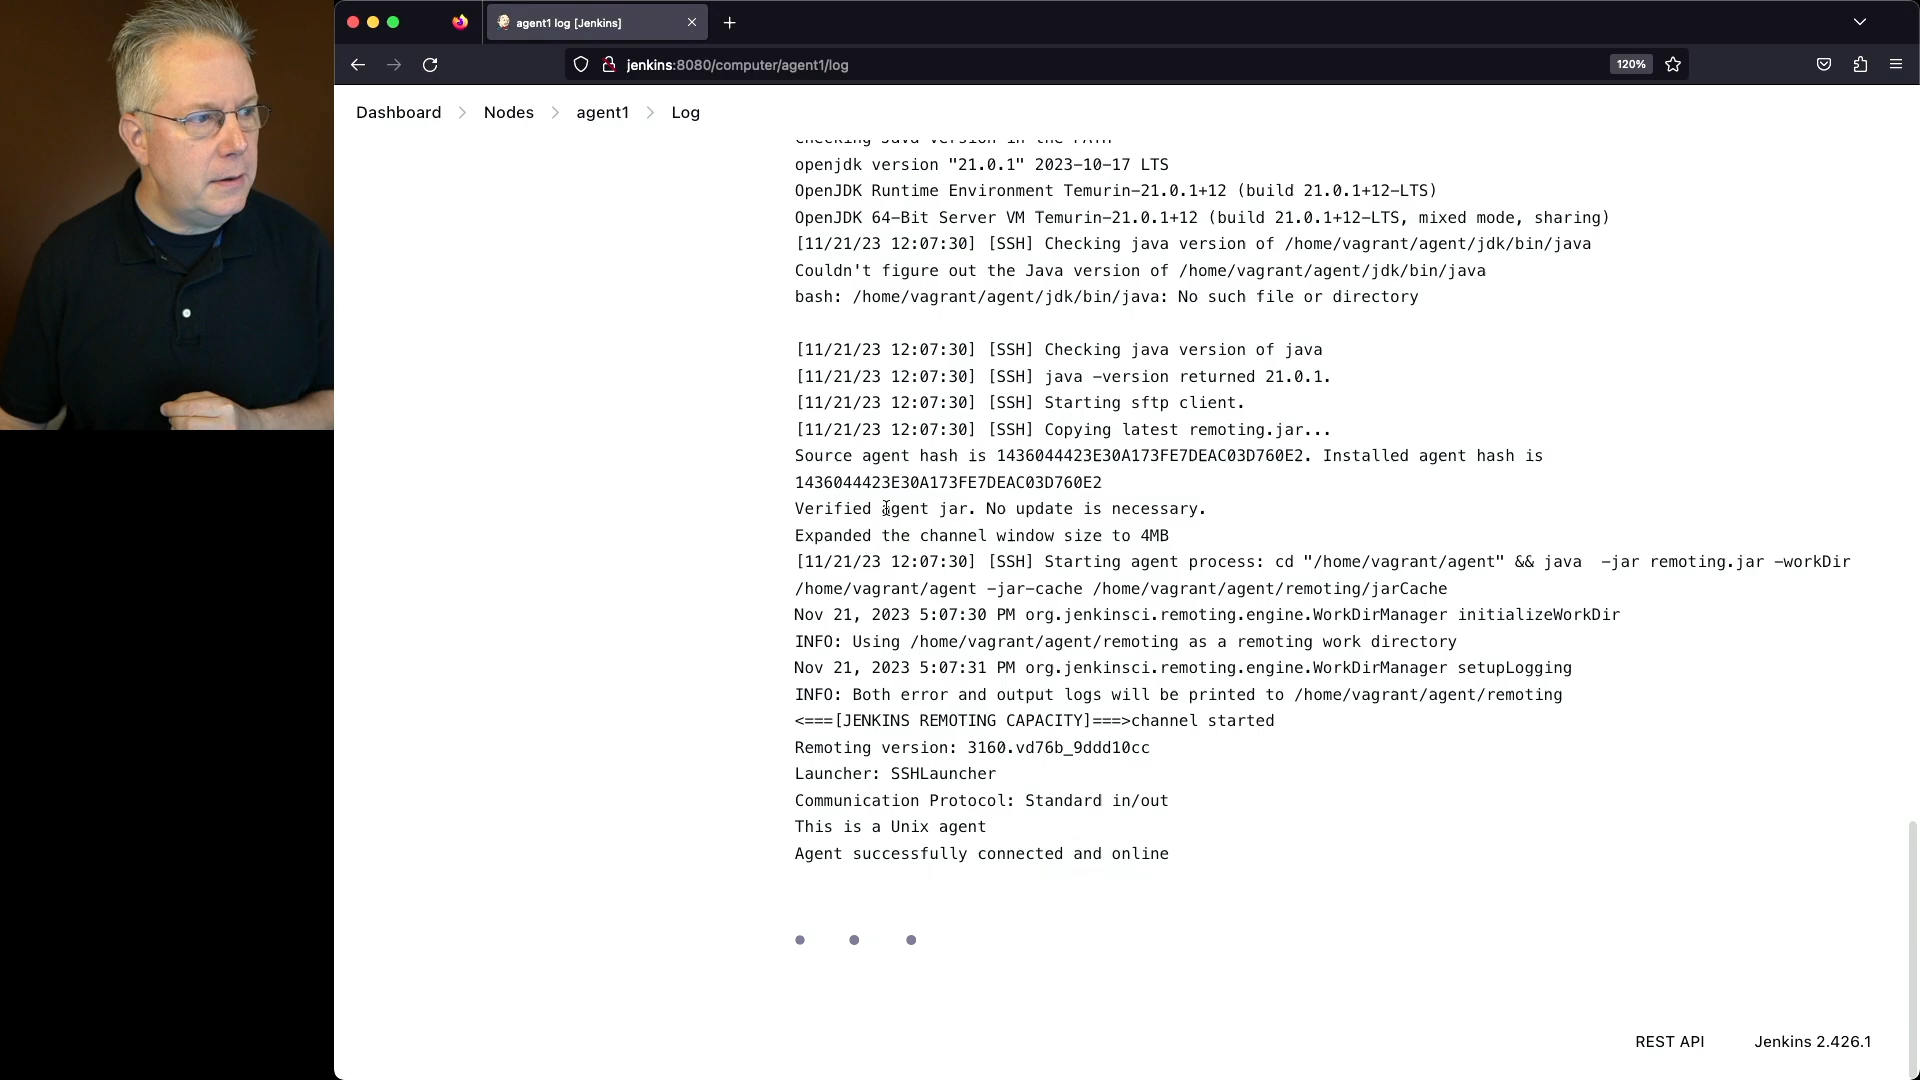 agent1 log [Jenkins]
jenkins:8080/computer/agent1/log
120%
Dashboard
Nodes
agent1
Log
Checking Java version in the PATH
openjdk version "21.0.1" 2023-10-17 LTS
OpenJDK Runtime Environment Temurin-21.0.1+12 (build 21.0.1+12-LTS)
OpenJDK 64-Bit Server VM Temurin-21.0.1+12 (build 21.0.1+12-LTS, mixed mode, sharing)
[11/21/23 12:07:30] [SSH] Checking java version of /home/vagrant/agent/jdk/bin/java
Couldn't figure out the Java version of /home/vagrant/agent/jdk/bin/java
bash: /home/vagrant/agent/jdk/bin/java: No such file or directory
[11/21/23 12:07:30] [SSH] Checking java version of java
[11/21/23 12:07:30] [SSH] java -version returned 21.0.1.
[11/21/23 12:07:30] [SSH] Starting sftp client.
[11/21/23 12:07:30] [SSH] Copying latest remoting.jar...
Source agent hash is 1436044423E30A173FE7DEAC03D760E2. Installed agent hash is
1436044423E30A173FE7DEAC03D760E2
Verified agent jar. No update is necessary.
Expanded the channel window size to 4MB
[11/21/23 12:07:30] [SSH] Starting agent process: cd "/home/vagrant/agent" && java  -jar remoting.jar -workDir
/home/vagrant/agent -jar-cache /home/vagrant/agent/remoting/jarCache
Nov 21, 2023 5:07:30 PM org.jenkinsci.remoting.engine.WorkDirManager initializeWorkDir
INFO: Using /home/vagrant/agent/remoting as a remoting work directory
Nov 21, 2023 5:07:31 PM org.jenkinsci.remoting.engine.WorkDirManager setupLogging
INFO: Both error and output logs will be printed to /home/vagrant/agent/remoting
<===[JENKINS REMOTING CAPACITY]===>channel started
Remoting version: 3160.vd76b_9ddd10cc
Launcher: SSHLauncher
Communication Protocol: Standard in/out
This is a Unix agent
Agent successfully connected and online
REST API
Jenkins 2.426.1